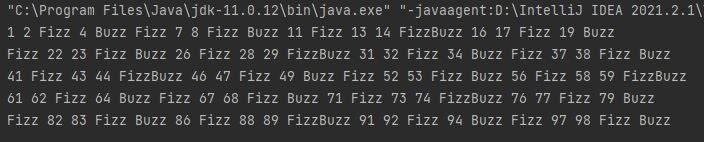 "C:\Program Files\Java\jdk-11.0.12\bin\java.exe" "-javaagent:D:\IntelliJ IDEA 2021.2.1\
1 2 Fizz 4 Buzz Fizz 7 8 Fizz Buzz 11 Fizz 13 14 FizzBuzz 16 17 Fizz 19 Buzz
Fizz 22 23 Fizz Buzz 26 Fizz 28 29 FizzBuzz 31 32 Fizz 34 Buzz Fizz 37 38 Fizz Buzz
41 Fizz 43 44 FizzBuzz 46 47 Fizz 49 Buzz Fizz 52 53 Fizz Buzz 56 Fizz 58 59 FizzBuzz
61 62 Fizz 64 Buzz Fizz 67 68 Fizz Buzz 71 Fizz 73 74 FizzBuzz 76 77 Fizz 79 Buzz
Fizz 82 83 Fizz Buzz 86 Fizz 88 89 FizzBuzz 91 92 Fizz 94 Buzz Fizz 97 98 Fizz Buzz